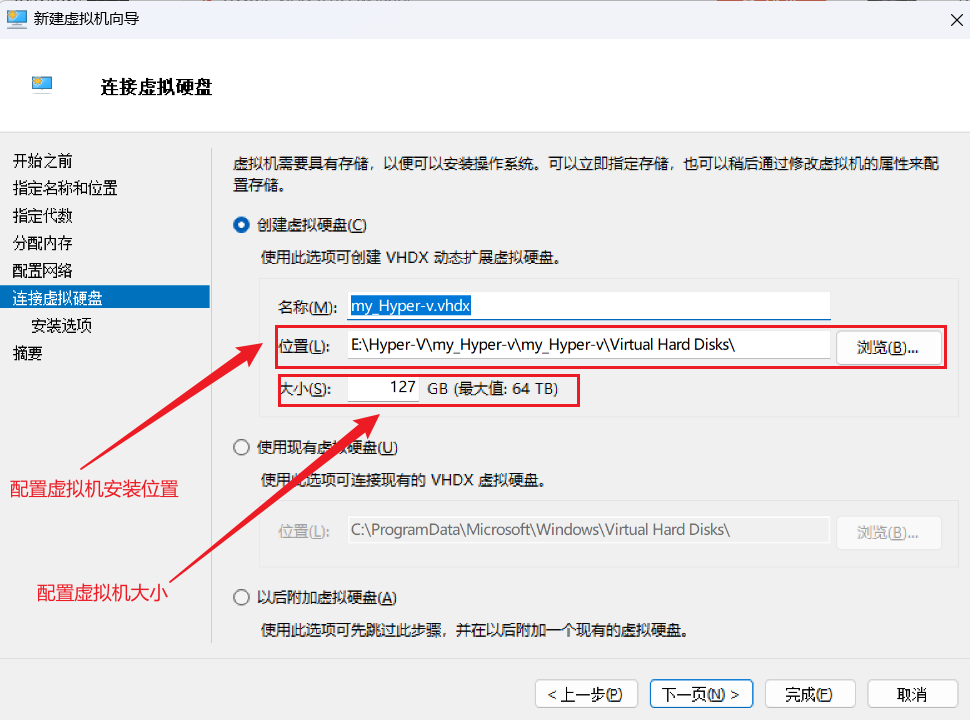 新建虚拟机向导
连接虚拟硬盘
开始之前
指定名称和位置
指定代数
分配内存
配置网络
连接虚拟硬盘
安装选项
摘要
虚拟机需要具有存储，以便可以安装操作系统。可以立即指定存储，也可以稍后通过修改虚拟机的属性来配
置存储。
创建虚拟硬盘(C)
使用此选项可创建 VHDX 动态扩展虚拟硬盘。
名称(M): my_Hyper-v.vhdx
位置(L): E:\Hyper-V\my_Hyper-v\my_Hyper-v\Virtual Hard Disks\ 浏览(B)...
大小(S): 127 GB (最大值: 64 TB)
使用现有虚拟硬盘(U)
使用此选项可连接现有的 VHDX 虚拟硬盘。
位置(L): C:\ProgramData\Microsoft\Windows\Virtual Hard Disks\ 浏览(B)...
以后附加虚拟硬盘(A)
使用此选项可先跳过此步骤，并在以后附加一个现有的虚拟硬盘。
配置虚拟机安装位置
配置虚拟机大小
< 上一步(P) 下一页(N) > 完成(F) 取消